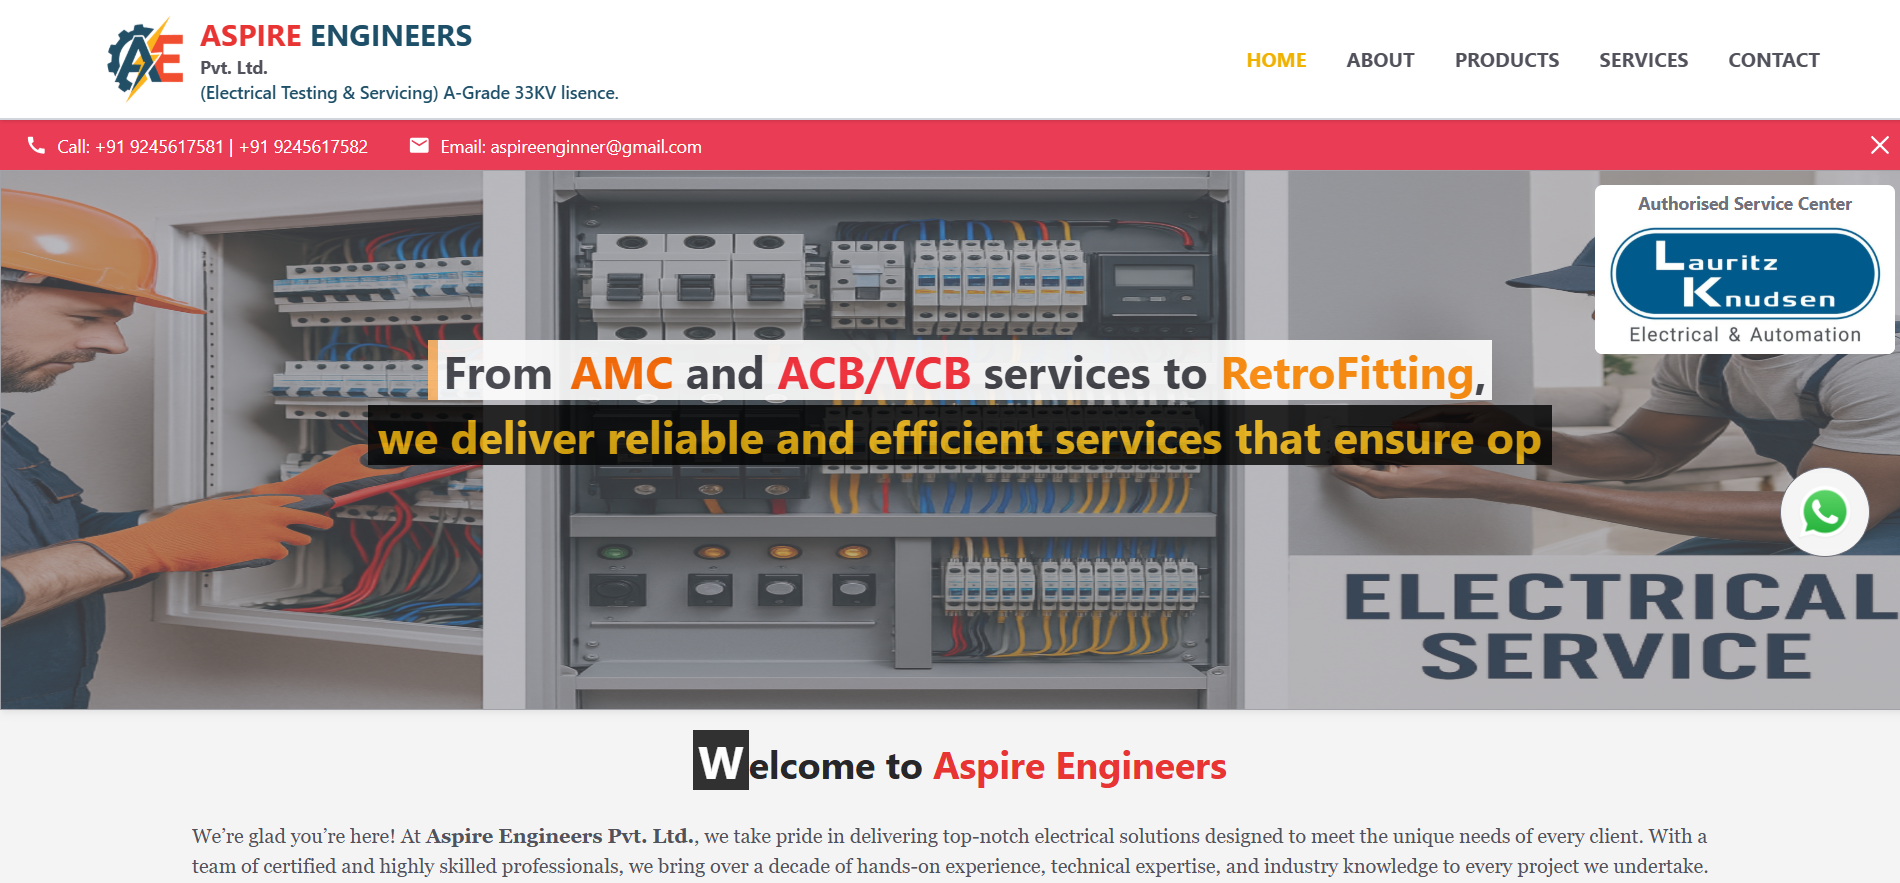 AE
ASPIRE ENGINEERS
Pvt. Ltd.
(Electrical Testing & Servicing) A-Grade 33KV lisence.
HOME ABOUT PRODUCTS SERVICES CONTACT
Call: +91 9245617581 | +91 9245617582 Email: aspireenginner@gmail.com
Authorised Service Center
Lauritz
Knudsen
Electrical & Automation
From AMC and ACB/VCB services to RetroFitting,
we deliver reliable and efficient services that ensure op
ELECTRICAL
SERVICE
Welcome to Aspire Engineers
We’re glad you’re here! At Aspire Engineers Pvt. Ltd., we take pride in delivering top-notch electrical solutions designed to meet the unique needs of every client. With a
team of certified and highly skilled professionals, we bring over a decade of hands-on experience, technical expertise, and industry knowledge to every project we undertake.